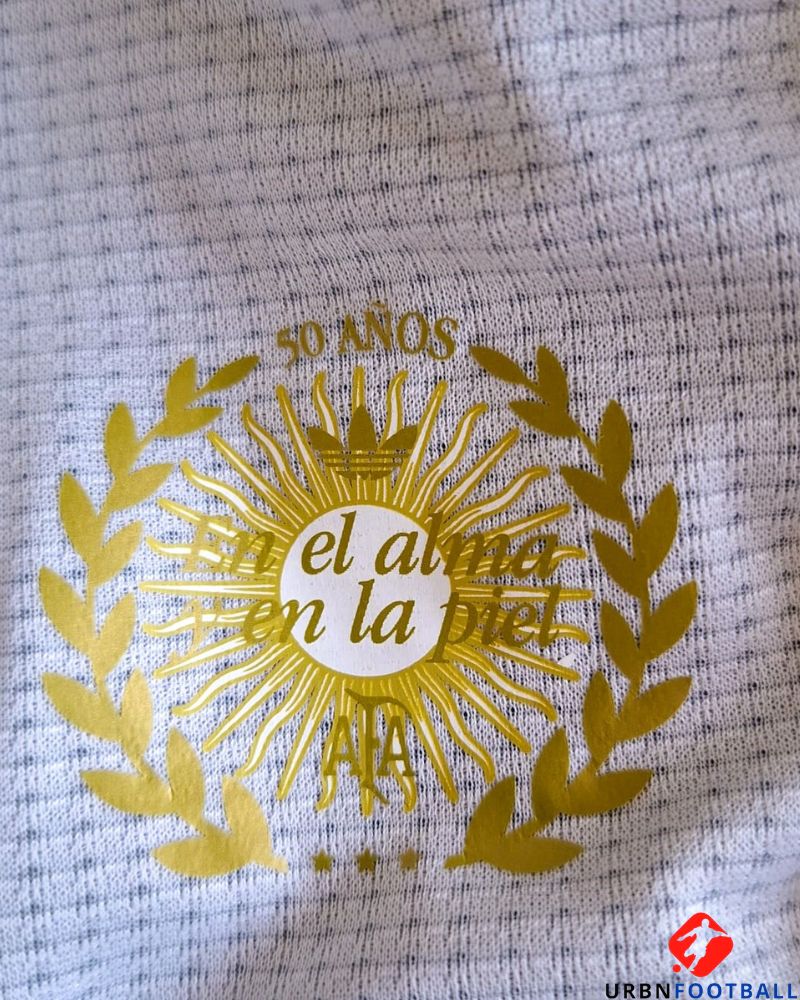 50 AÑOS
En el alma
y en la piel
AFA
URBNFOOTBALL